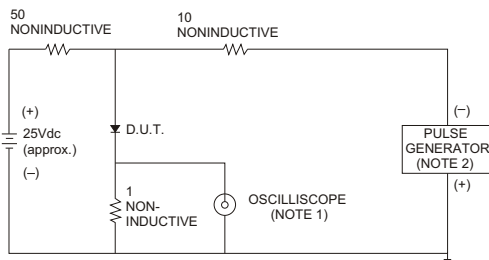 50
NONINDUCTIVE
10
NONINDUCTIVE
(+)
25Vdc
(approx.)
(–)
D.U.T.
1
NON-
INDUCTIVE
OSCILLISCOPE
(NOTE 1)
(–)
PULSE
GENERATOR
(NOTE 2)
(+)